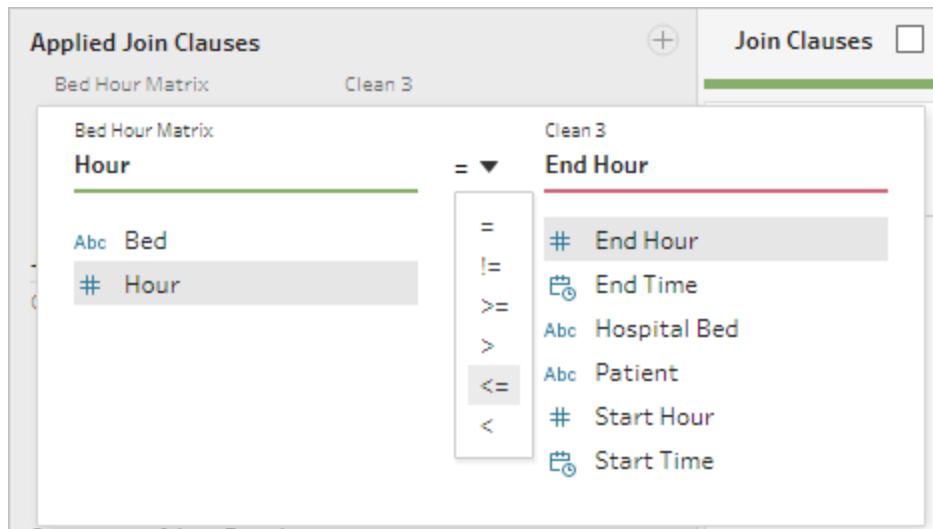 Applied Join Clauses
Join Clauses
Bed Hour Matrix Clean 3
Bed Hour Matrix Clean 3
Hour = End Hour
Abc Bed
# Hour
=
!=
>=
>
<=
<
# End Hour
End Time
Abc Hospital Bed
Abc Patient
# Start Hour
Start Time